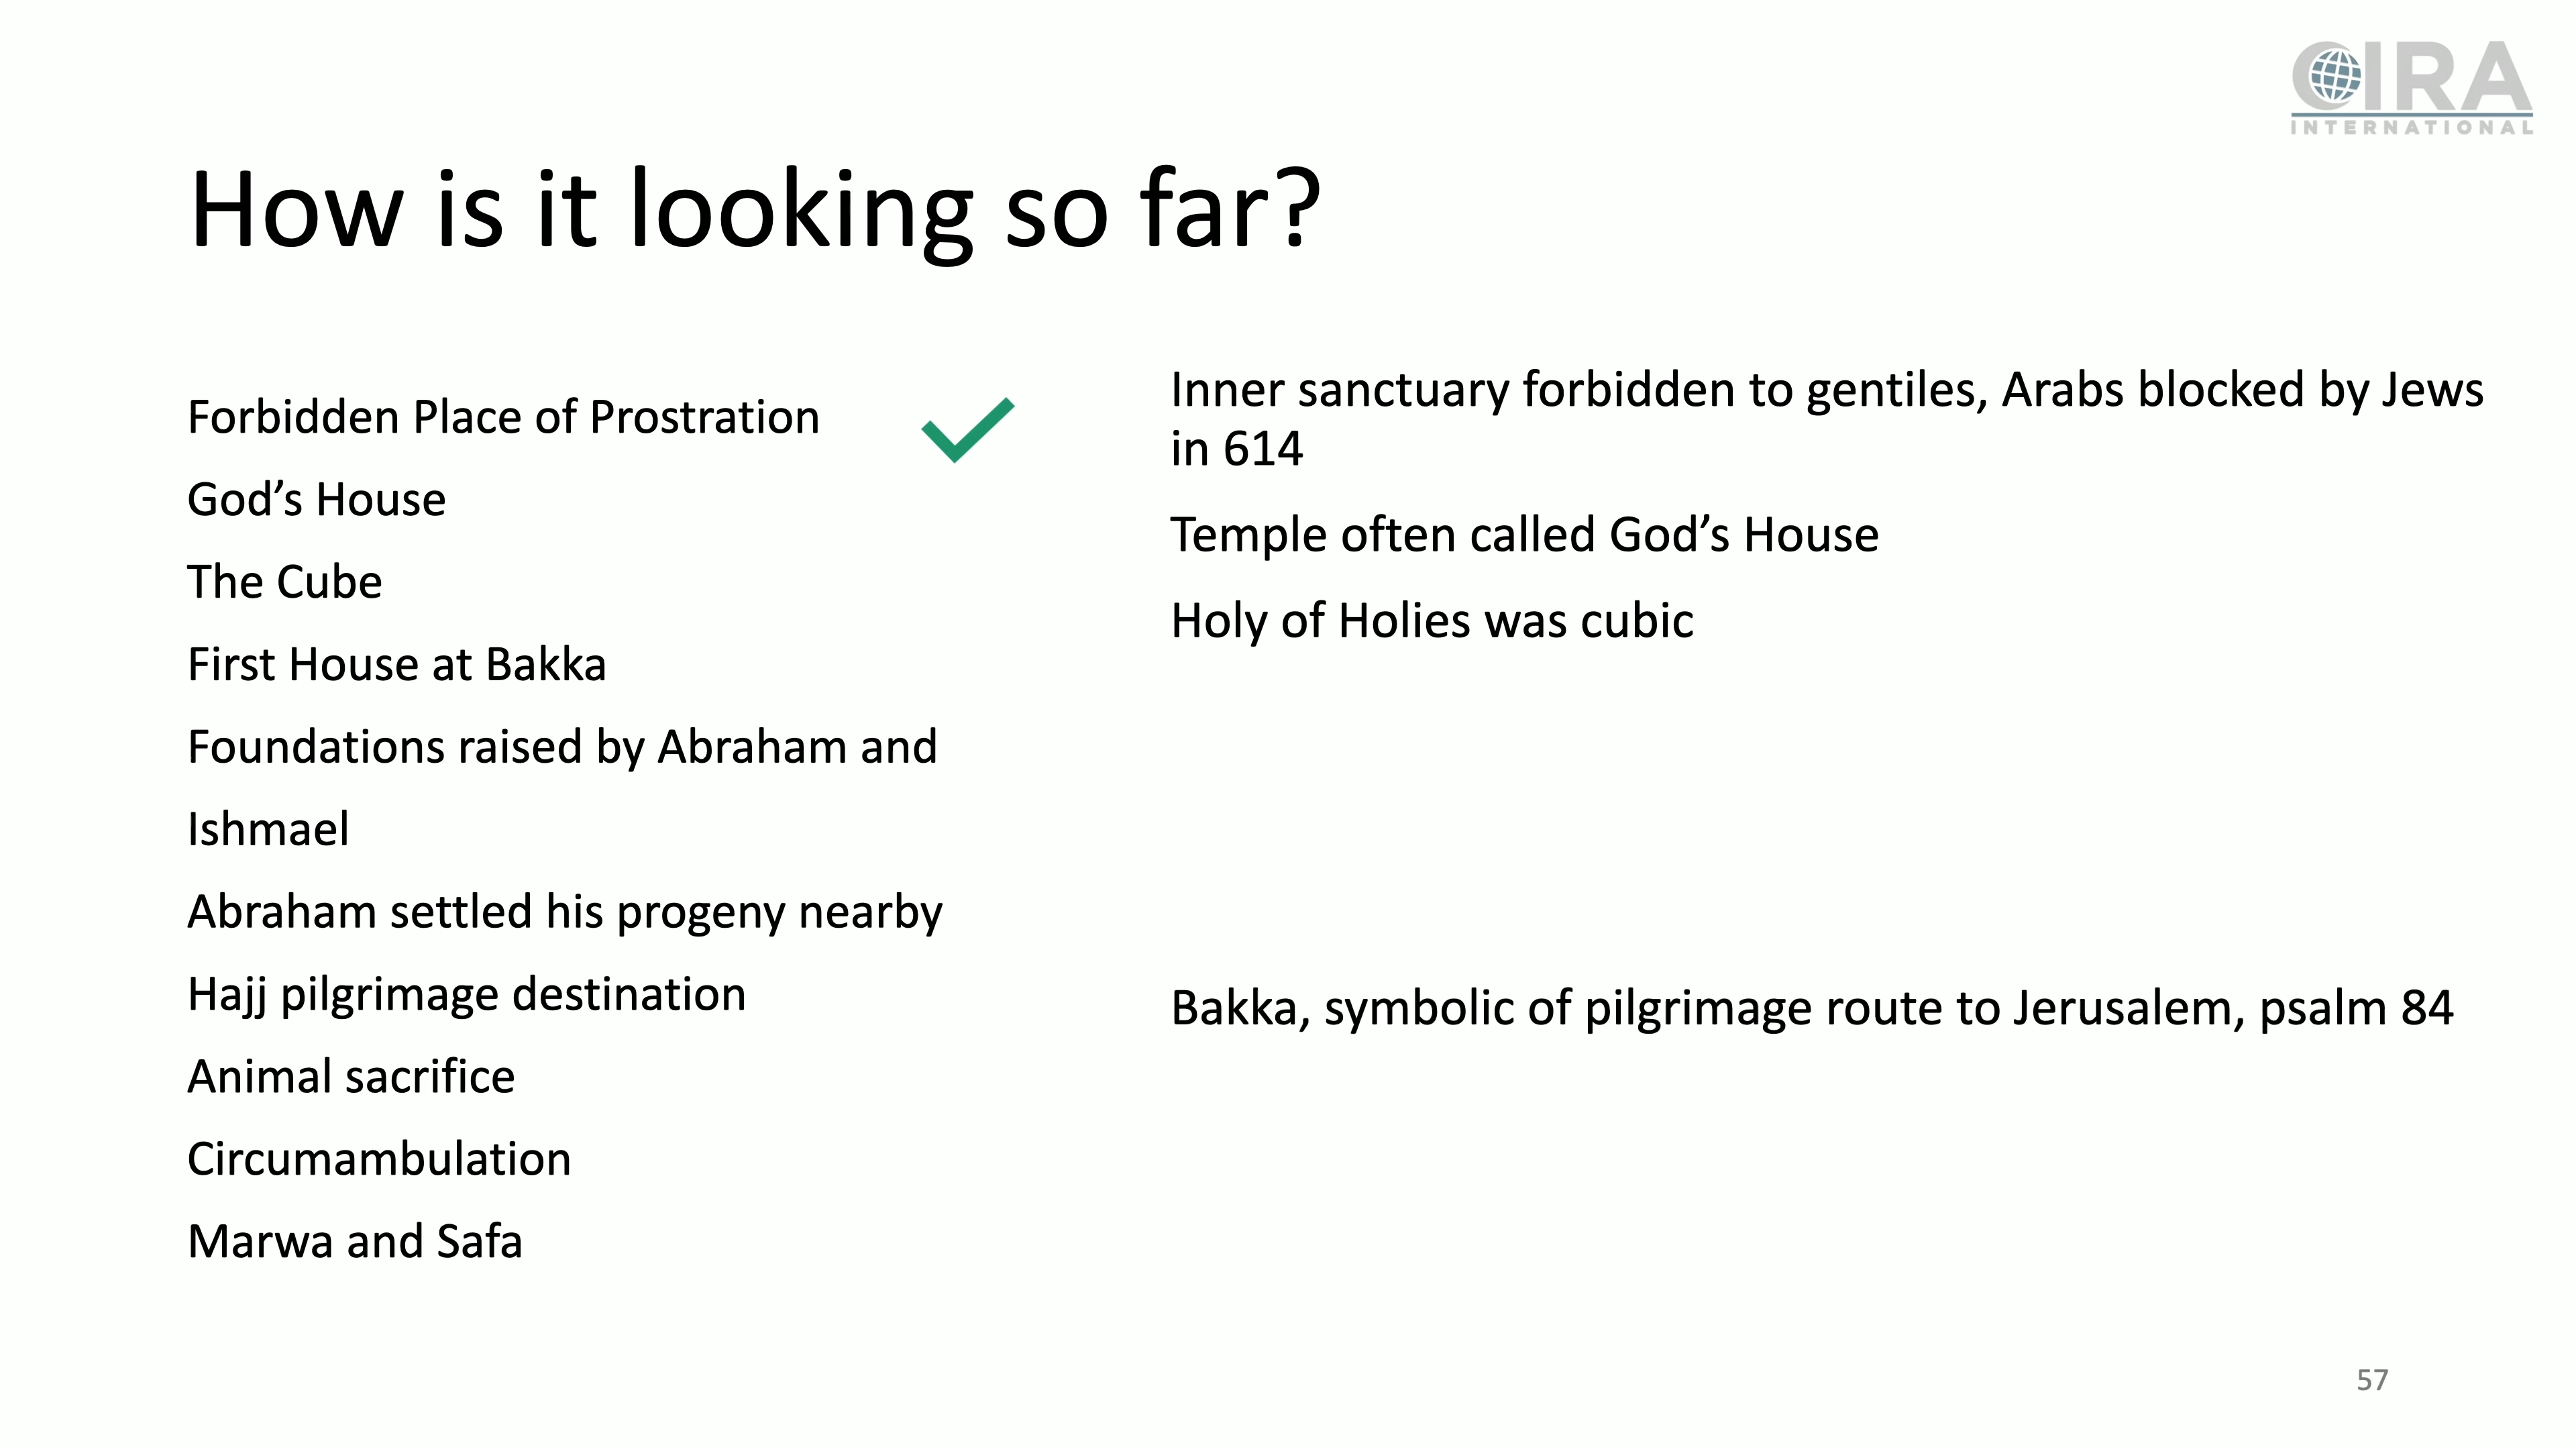 CIRA
INTERNATIONAL
How is it looking so far?
Forbidden Place of Prostration
God’s House
The Cube
First House at Bakka
Foundations raised by Abraham and
Ishmael
Abraham settled his progeny nearby
Hajj pilgrimage destination
Animal sacrifice
Circumambulation
Marwa and Safa
Inner sanctuary forbidden to gentiles, Arabs blocked by Jews
in 614
Temple often called God’s House
Holy of Holies was cubic
Bakka, symbolic of pilgrimage route to Jerusalem, psalm 84
57